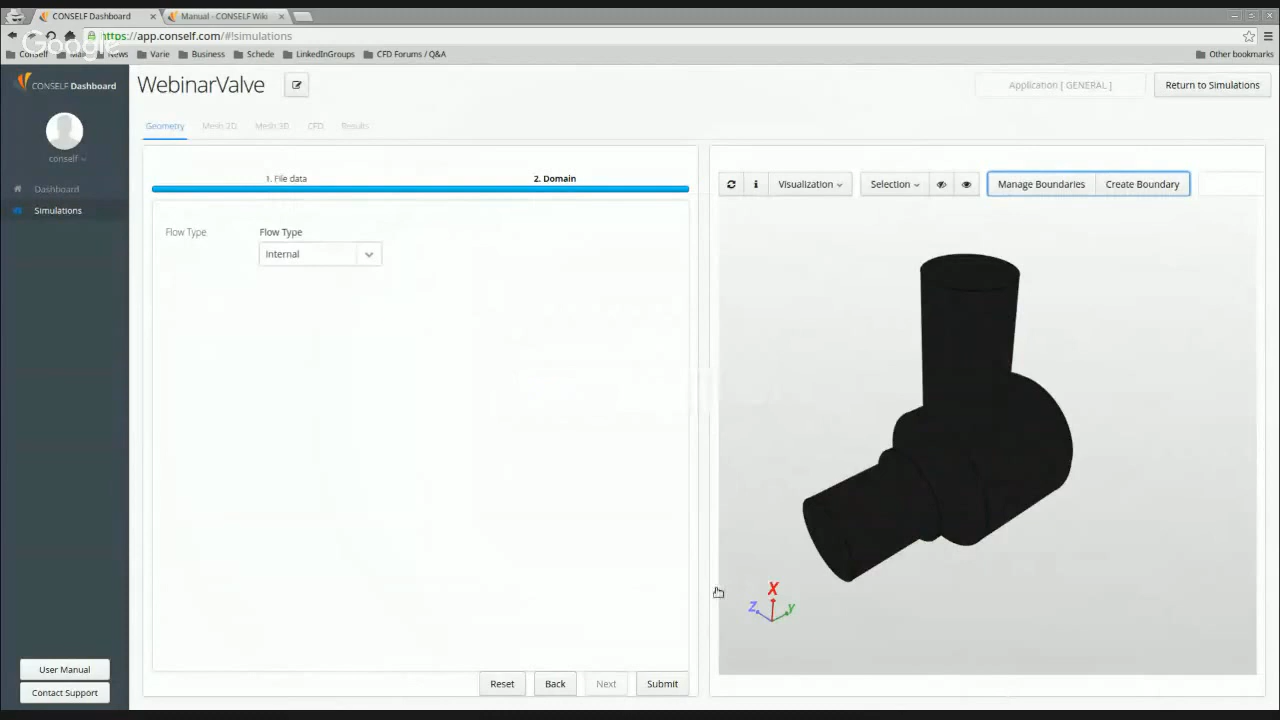 CONSELF Dashboard
Manual - CONSELF Wiki
https://app.conself.com/#!simulations
Google
Conself
News
Varie
Business
Schede
LinkedInGroups
CFD Forums / Q&A
Other bookmarks
CONSELF Dashboard
WebinarValve
Application [ GENERAL ]
Return to Simulations
conself
Geometry
Mesh 2D
Mesh 3D
CFD
Results
Dashboard
Simulations
1. File data
2. Domain
Flow Type
Flow Type
Internal
Visualization
Selection
Manage Boundaries
Create Boundary
X
Z
y
User Manual
Contact Support
Reset
Back
Next
Submit